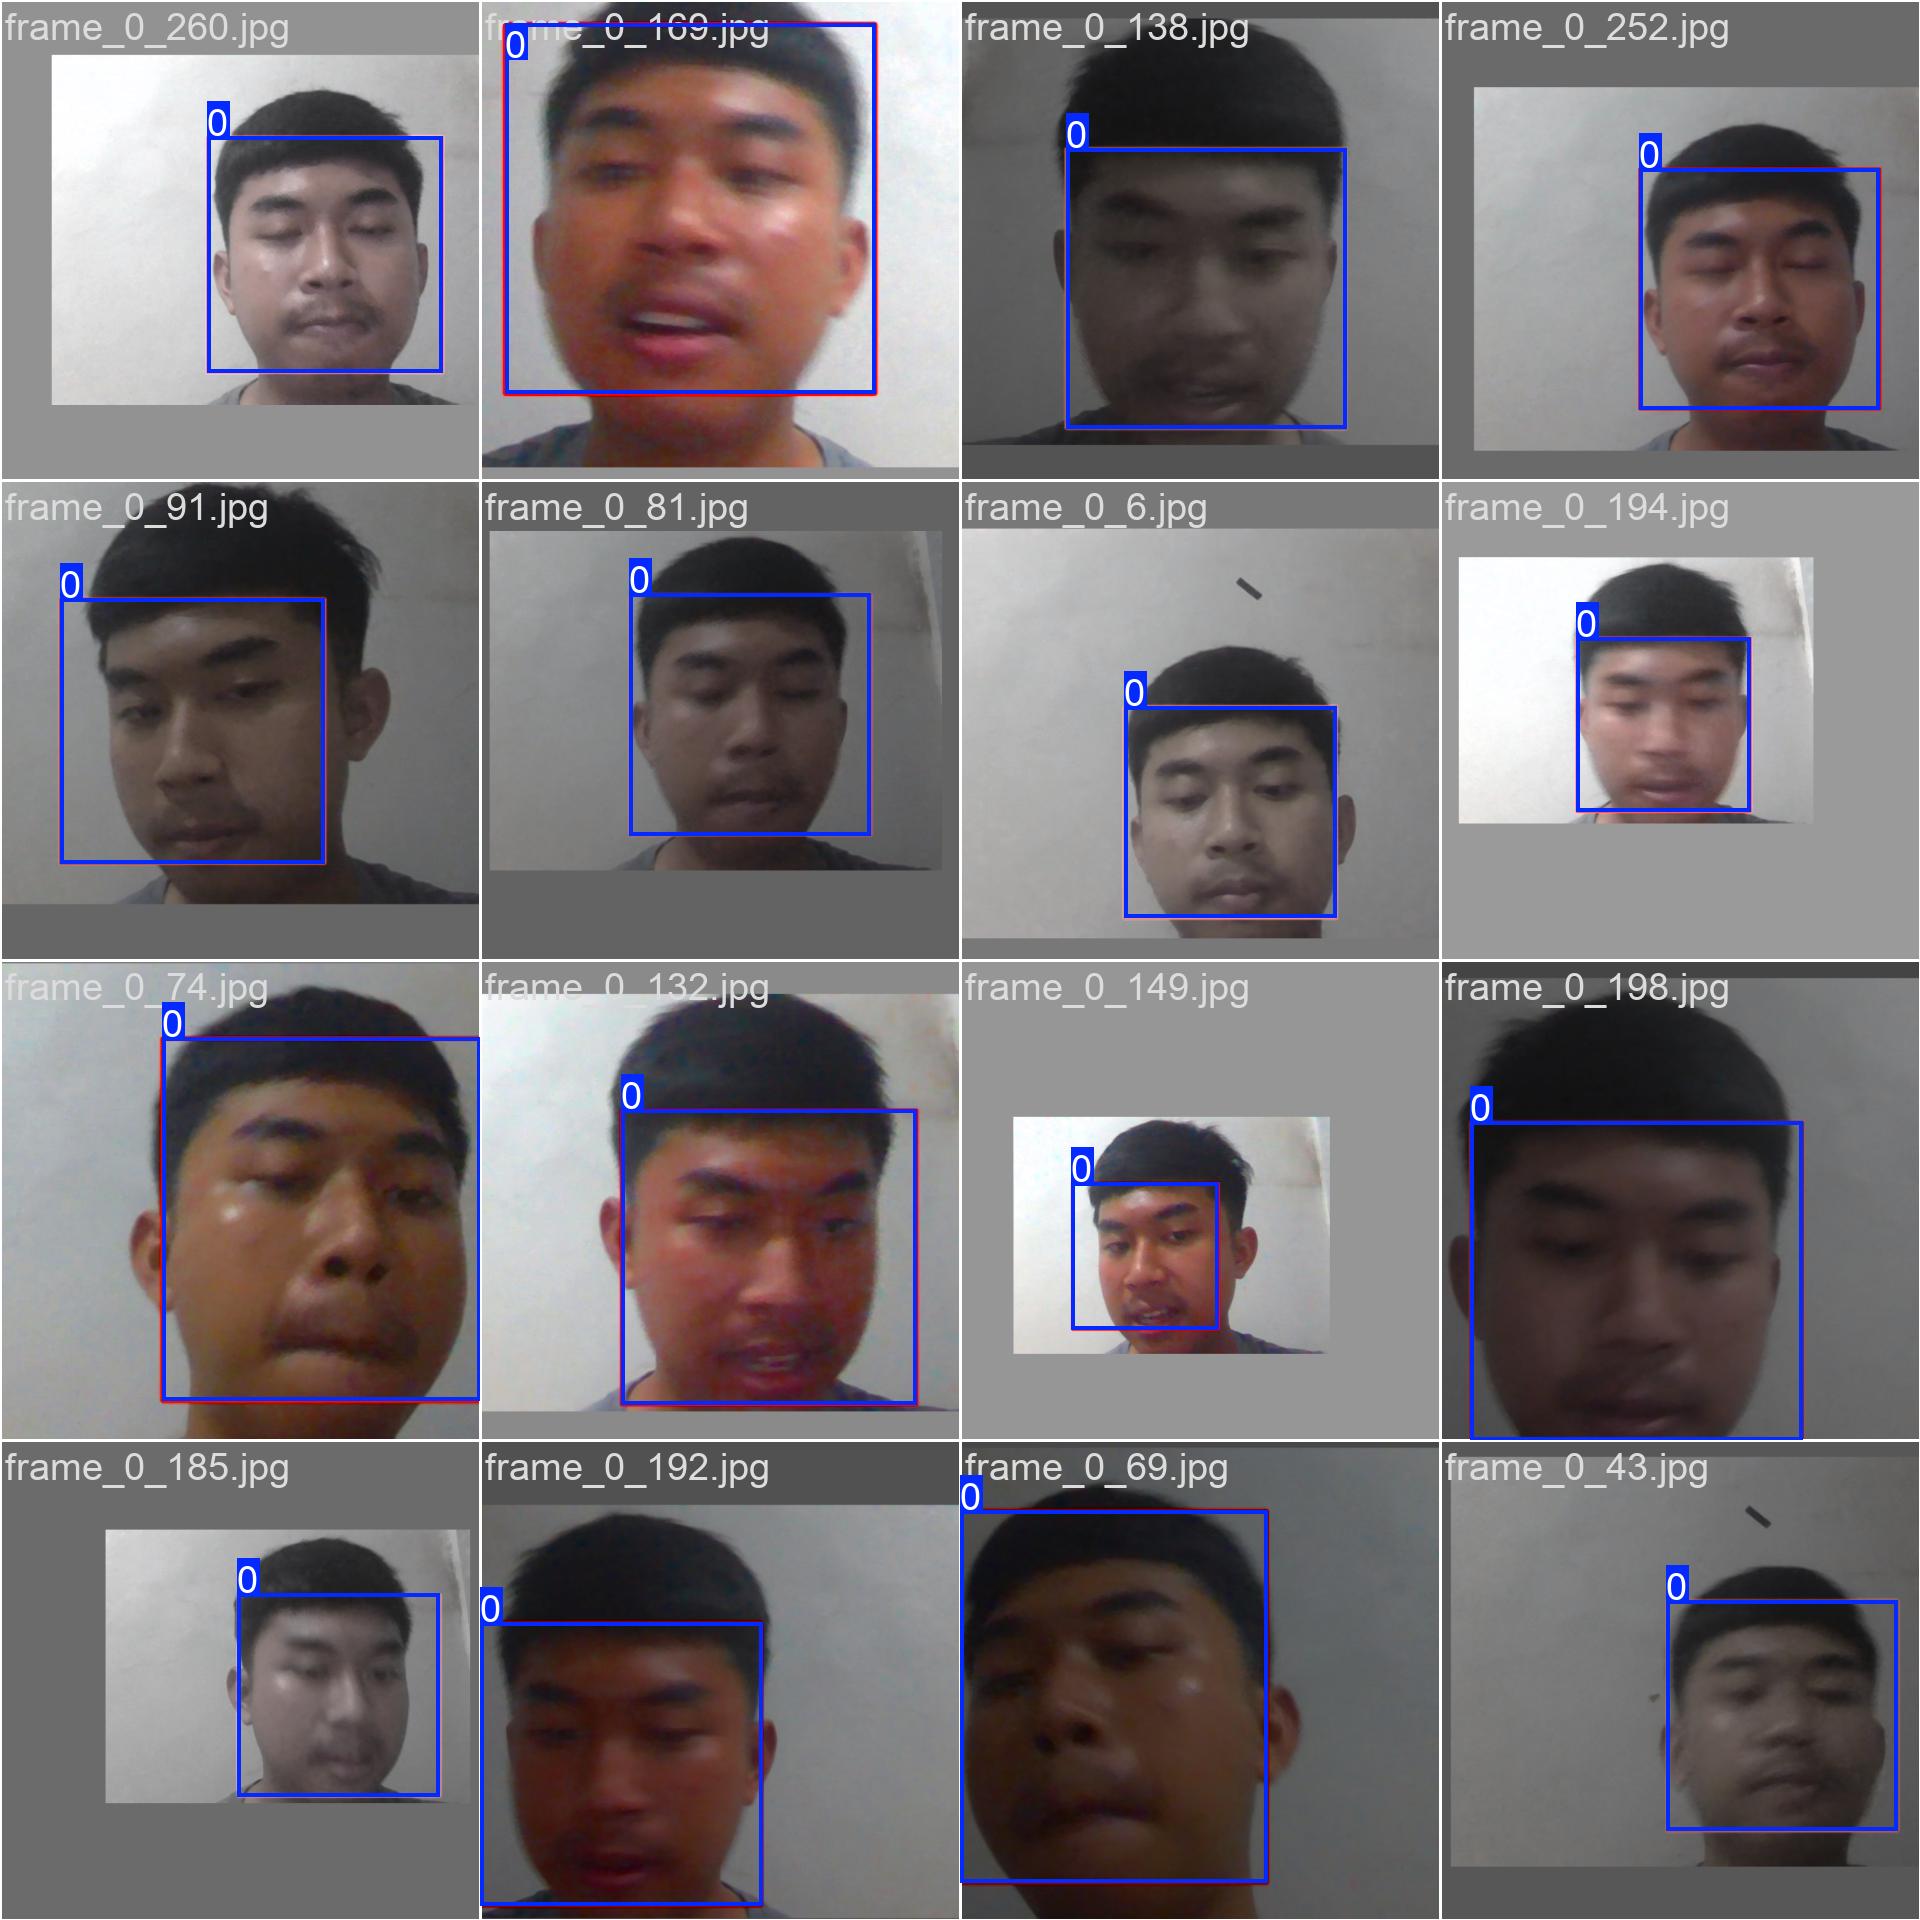 frame_0_260.jpg
0
frame_0_169.jpg
0
frame_0_138.jpg
0
frame_0_252.jpg
0
frame_0_91.jpg
0
frame_0_81.jpg
0
frame_0_6.jpg
0
frame_0_194.jpg
0
frame_0_74.jpg
0
frame_0_132.jpg
0
frame_0_149.jpg
0
frame_0_198.jpg
0
frame_0_185.jpg
0
frame_0_192.jpg
0
frame_0_69.jpg
0
frame_0_43.jpg
0